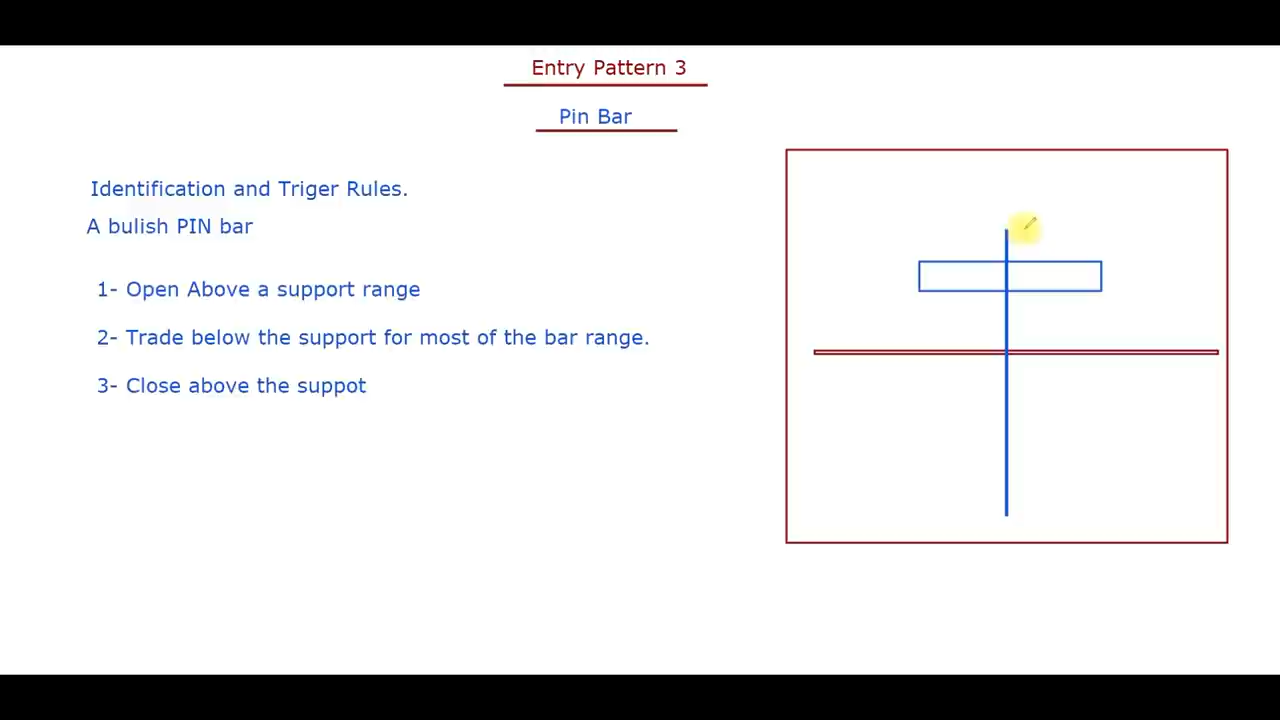 Entry Pattern 3
Pin Bar
Identification and Triger Rules.
A bulish PIN bar
1- Open Above a support range
2- Trade below the support for most of the bar range.
3- Close above the suppot